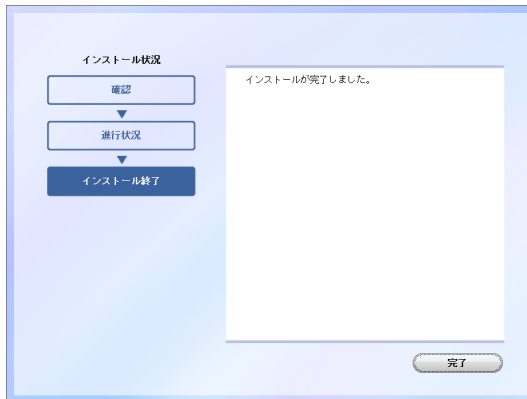 インストール状況
確認
進行状況
インストール終了
インストールが完了しました。
完了